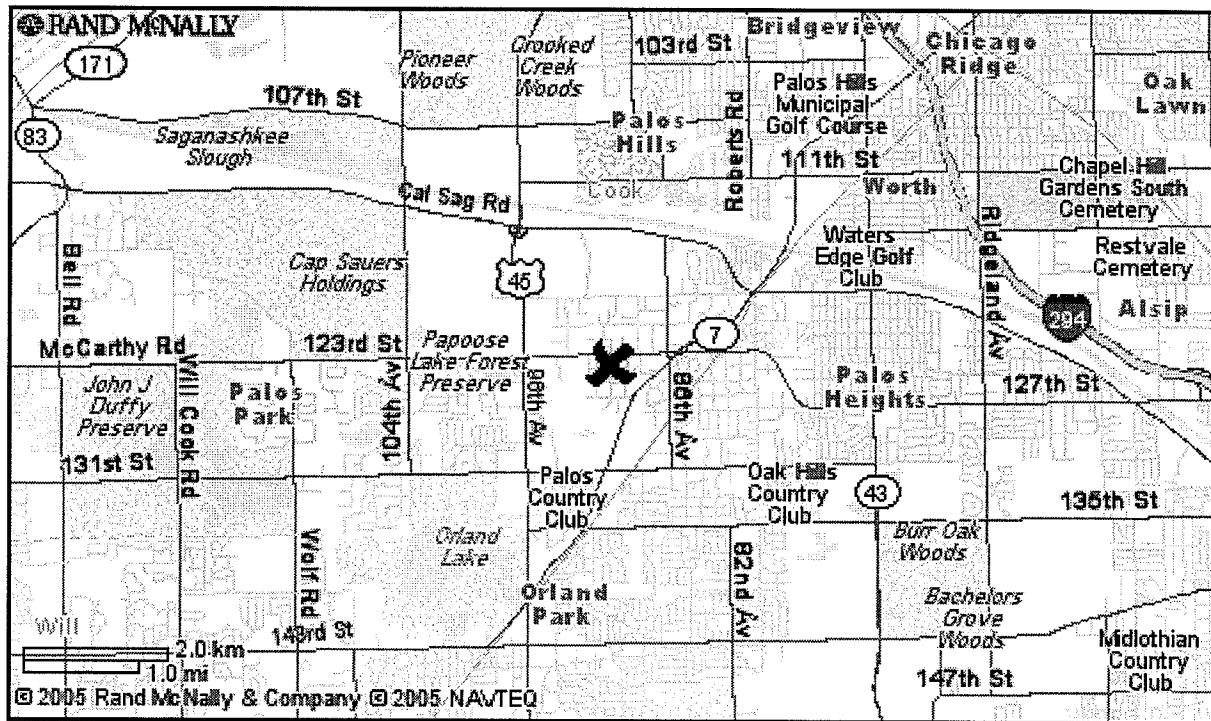 RAND McNALLY
171
83
Pioneer
Woods
Crooked
Creek
Woods
103rd St
Bridgeview
Chicago
Ridge
Oak
Lawn
107th St
Saganashkee
Slough
Palos
Hills
Roberts Rd
Palos Hills
Municipal
Golf Course
111th St
Cook
Worth
Chapel Hill
Gardens South
Cemetery
Cal Sag Rd
Bell Rd
Cap Sauers
Holdings
45
Waters
Edge Golf
Club
Ridgeland Av
Restvale
Cemetery
294
Alsip
McCarthy Rd
123rd St
Papoose
Lake-Forest
Preserve
7
John J
Duffy
Preserve
Will Cook Rd
Palos
Park
104th Av
96th Av
88th Av
Palos
Heights
127th St
131st St
Palos
Country
Club
Oak Hills
Country
Club
43
135th St
Wolf Rd
Orland
Lake
82nd Av
Burr Oak
Woods
Orland
Park
Bachelors
Grove
Woods
Will
143rd St
2.0 km
1.0 mi
147th St
Midlothian
Country
Club
© 2005 Rand McNally & Company © 2005 NAVTEQ